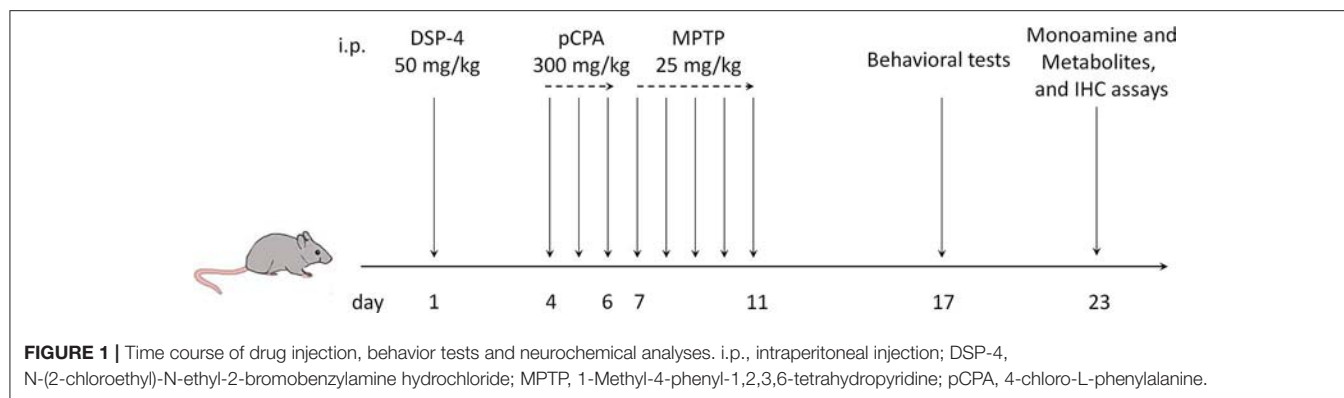 i.p.
DSP-4
50 mg/kg
pCPA
300 mg/kg
MPTP
25 mg/kg
Behavioral tests
Monoamine and
Metabolites,
and IHC assays
day 1 4 6 7 11 17 23
FIGURE 1 | Time course of drug injection, behavior tests and neurochemical analyses. i.p., intraperitoneal injection; DSP-4,
N-(2-chloroethyl)-N-ethyl-2-bromobenzylamine hydrochloride; MPTP, 1-Methyl-4-phenyl-1,2,3,6-tetrahydropyridine; pCPA, 4-chloro-L-phenylalanine.